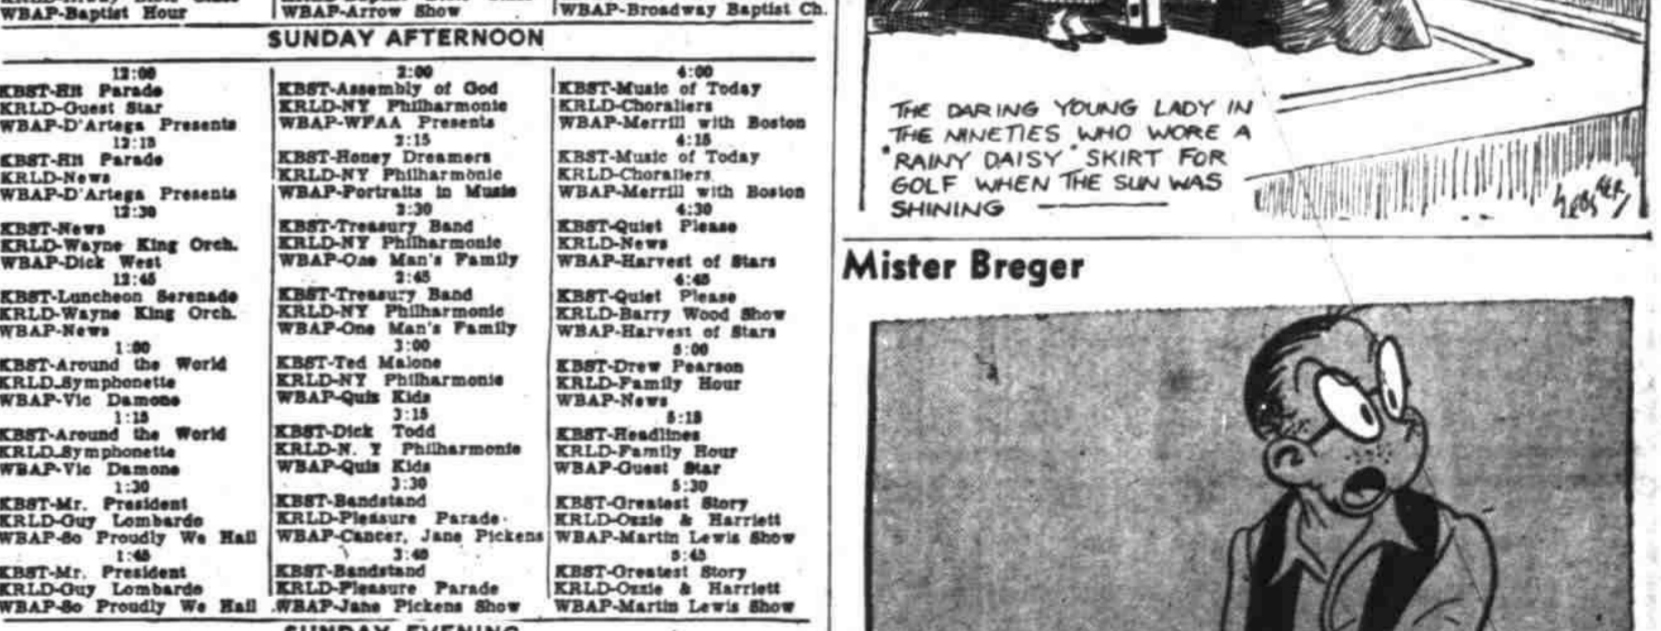 WBAP-Baptist Hour
WBAP-Arrow Show
WBAP-Broadway Baptist Ch.
SUNDAY AFTERNOON
12:00
KBST-Hit Parade
KRLD-Guest Star
WBAP-D'Artega Presents
12:15
KBST-Hit Parade
KRLD-News
WBAP-D'Artega Presents
12:30
KBST-News
KRLD-Wayne King Orch.
WBAP-Dick West
12:45
KBST-Luncheon Serenade
KRLD-Wayne King Orch.
WBAP-News
1:00
KBST-Around the World
KRLD-Symphonette
WBAP-Vic Damone
1:15
KBST-Around the World
KRLD-Symphonette
WBAP-Vic Damone
1:30
KBST-Mr. President
KRLD-Guy Lombardo
WBAP-So Proudly We Hail
1:45
KBST-Mr. President
KRLD-Guy Lombardo
WBAP-So Proudly We Hail
2:00
KBST-Assembly of God
KRLD-NY Philharmonic
WBAP-WFAA Presents
2:15
KBST-Honey Dreamers
KRLD-NY Philharmonic
WBAP-Portraits in Music
2:30
KBST-Treasury Band
KRLD-NY Philharmonic
WBAP-One Man's Family
2:45
KBST-Treasury Band
KRLD-NY Philharmonic
WBAP-One Man's Family
3:00
KBST-Ted Malone
KRLD-NY Philharmonic
WBAP-Quiz Kids
3:15
KBST-Dick Todd
KRLD-N. Y Philharmonic
WBAP-Quiz Kids
3:30
KBST-Bandstand
KRLD-Pleasure Parade
WBAP-Cancer, Jane Pickens
3:45
KBST-Bandstand
KRLD-Pleasure Parade
WBAP-Jane Pickens Show
4:00
KBST-Music of Today
KRLD-Choraliers
WBAP-Merrill with Boston
4:15
KBST-Music of Today
KRLD-Choraliers
WBAP-Merrill with Boston
4:30
KBST-Quiet Please
KRLD-News
WBAP-Harvest of Stars
4:45
KBST-Quiet Please
KRLD-Barry Wood Show
WBAP-Harvest of Stars
5:00
KBST-Drew Pearson
KRLD-Family Hour
WBAP-News
5:15
KBST-Headlines
KRLD-Family Hour
WBAP-Guest Star
5:30
KBST-Greatest Story
KRLD-Ozzie & Harriett
WBAP-Martin Lewis Show
5:45
KBST-Greatest Story
KRLD-Ozzie & Harriett
WBAP-Martin Lewis Show
SUNDAY EVENING
THE DARING YOUNG LADY IN
THE NINETIES WHO WORE A
"RAINY DAISY" SKIRT FOR
GOLF WHEN THE SUN WAS
SHINING
WEBSTER
Mister Breger